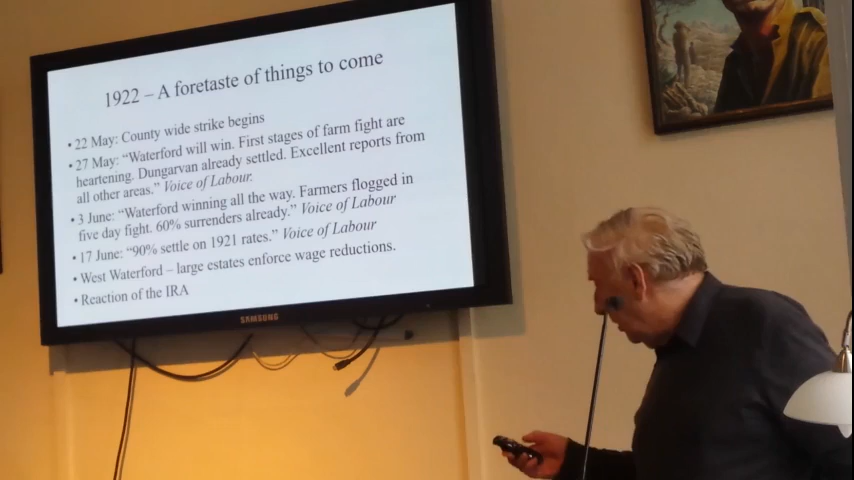 1922 – A foretaste of things to come
• 22 May: County wide strike begins
• 27 May: “Waterford will win. First stages of farm fight are
heartening. Dungarvan already settled. Excellent reports from
all other areas.” Voice of Labour.
• 3 June: “Waterford winning all the way. Farmers flogged in
five day fight. 60% surrenders already.” Voice of Labour
• 17 June: “90% settle on 1921 rates.” Voice of Labour
• West Waterford – large estates enforce wage reductions.
• Reaction of the IRA
SAMSUNG